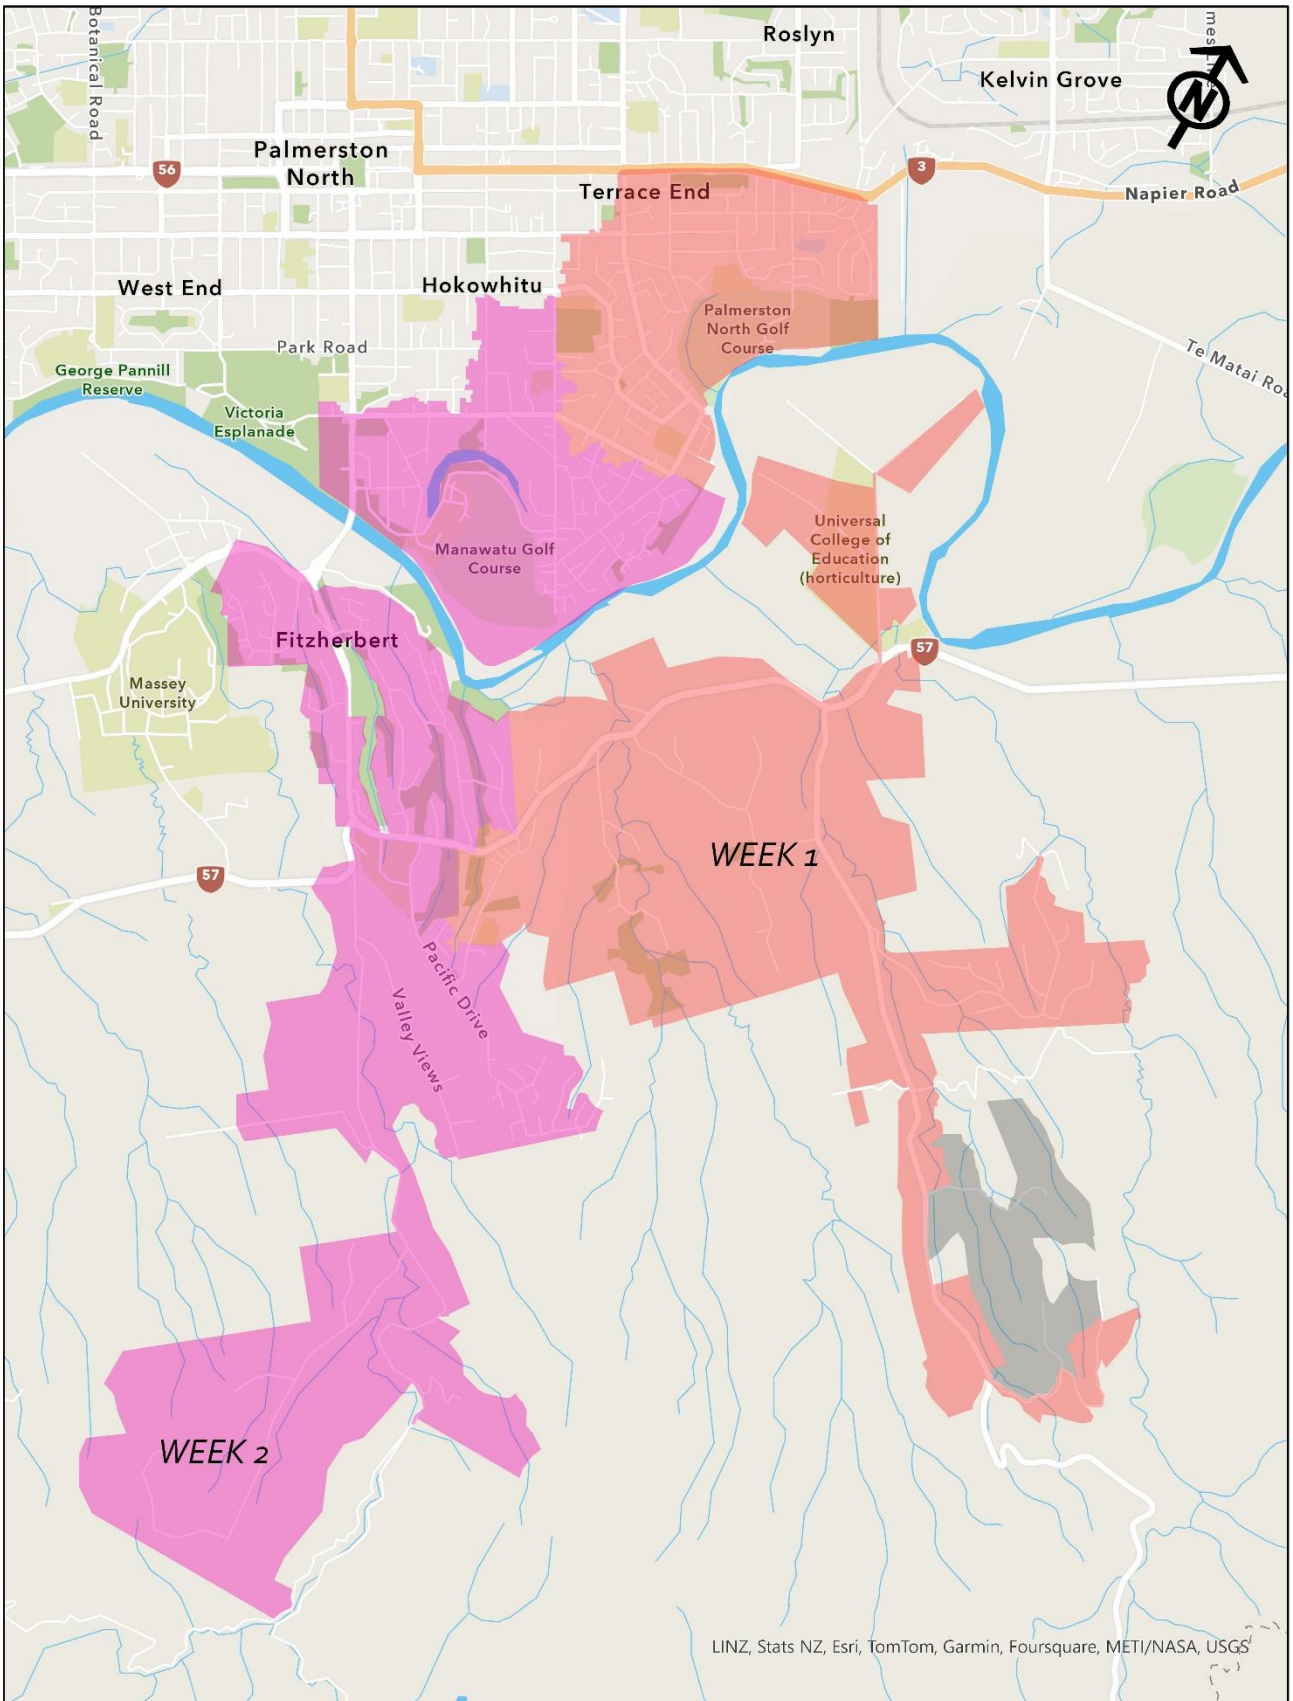 Botanical Road
Roslyn
mes L
Kelvin Grove
N
Palmerston
North
56
3
Terrace End
Napier Road
West End
Hokowhitu
Palmerston
North Golf
Course
Park Road
Te Matai Roa
George Pannill
Reserve
Victoria
Esplanade
Universal
College of
Education
(horticulture)
Manawatu Golf
Course
Fitzherbert
57
Massey
University
WEEK 1
57
Pacific Drive
Valley Views
WEEK 2
LINZ, Stats NZ, Esri, TomTom, Garmin, Foursquare, METI/NASA, USGS